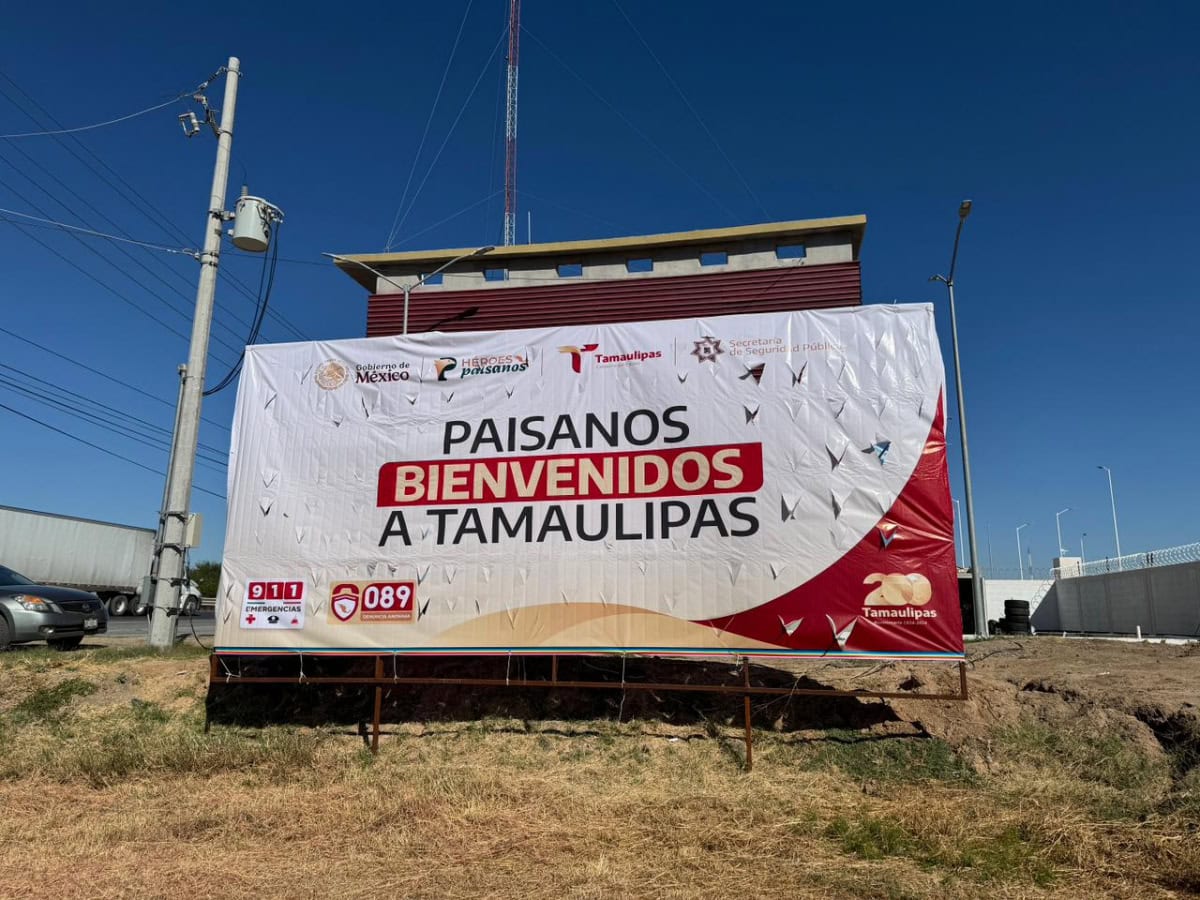 Gobierno de
México
HÉROES
paisanos
Tamaulipas
Secretaría
de Seguridad Pública
PAISANOS
BIENVENIDOS
A TAMAULIPAS
911
EMERGENCIAS
089
DENUNCIA ANÓNIMA
200
Tamaulipas